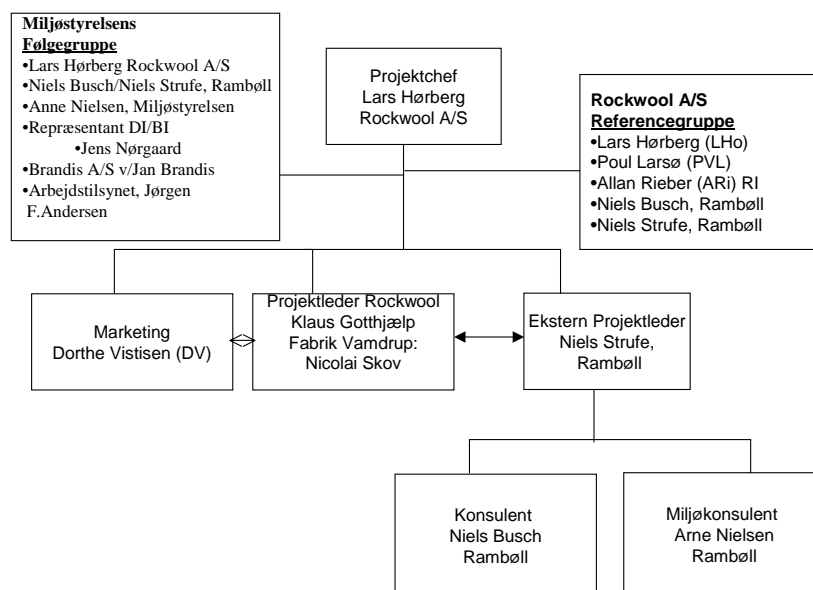 Miljøstyrelsens
Følgegruppe
•Lars Hørberg Rockwool A/S
•Niels Busch/Niels Strufe, Rambøll
•Anne Nielsen, Miljøstyrelsen
•Repræsentant DI/BI
•Jens Nørgaard
•Brandis A/S v/Jan Brandis
•Arbejdstilsynet, Jørgen
F.Andersen
Projektchef
Lars Hørberg
Rockwool A/S
Rockwool A/S
Referencegruppe
•Lars Hørberg (LHo)
•Poul Larsø (PVL)
•Allan Rieber (ARi) RI
•Niels Busch, Rambøll
•Niels Strufe, Rambøll
Marketing
Dorthe Vistisen (DV)
Projektleder Rockwool
Klaus Gotthjælp
Fabrik Vamdrup:
Nicolai Skov
Ekstern Projektleder
Niels Strufe,
Rambøll
Konsulent
Niels Busch
Rambøll
Miljøkonsulent
Arne Nielsen
Rambøll